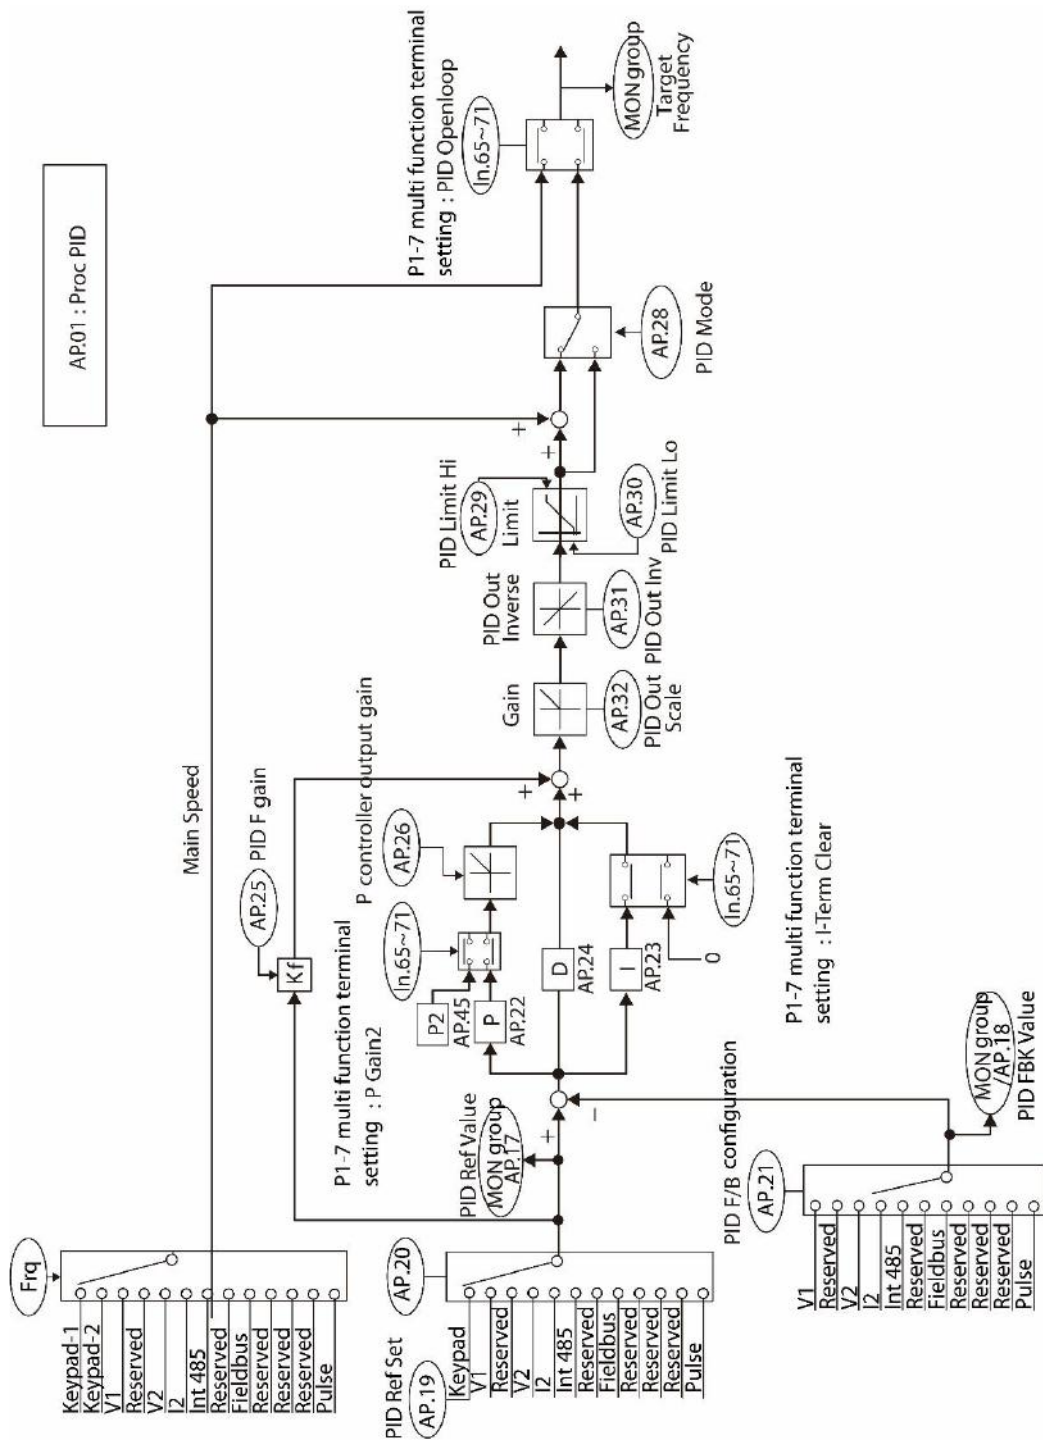 AP.01 : Proc PID
Frq
Keypad-1
Keypad-2
V1
Reserved
V2
I2
Int 485
Reserved
Fieldbus
Reserved
Reserved
Reserved
Pulse
Main Speed
AP.25
PID F gain
Kf
P1-7 multi function terminal
setting : PID Openloop
In.65~71
MON group
Target
Frequency
PID Ref Set
AP.19
AP.20
Keypad
V1
Reserved
V2
I2
Int 485
Reserved
Fieldbus
Reserved
Reserved
Reserved
Pulse
PID Ref Value
MON group
AP.17
+
−
P1-7 multi function terminal
setting : P Gain2
In.65~71
P2
AP.45
P
AP.22
P controller output gain
AP.26
D
AP.24
I
AP.23
0
In.65~71
P1-7 multi function terminal
setting : I-Term Clear
+
+
Gain
AP.32
PID Out
Scale
PID Out
Inverse
AP.31
PID Out Inv
PID Limit Hi
AP.29
Limit
AP.30
PID Limit Lo
+
+
AP.28
PID Mode
PID F/B configuration
AP.21
V1
Reserved
V2
I2
Int 485
Reserved
Fieldbus
Reserved
Reserved
Reserved
Pulse
MON group
/AP.18
PID FBK Value